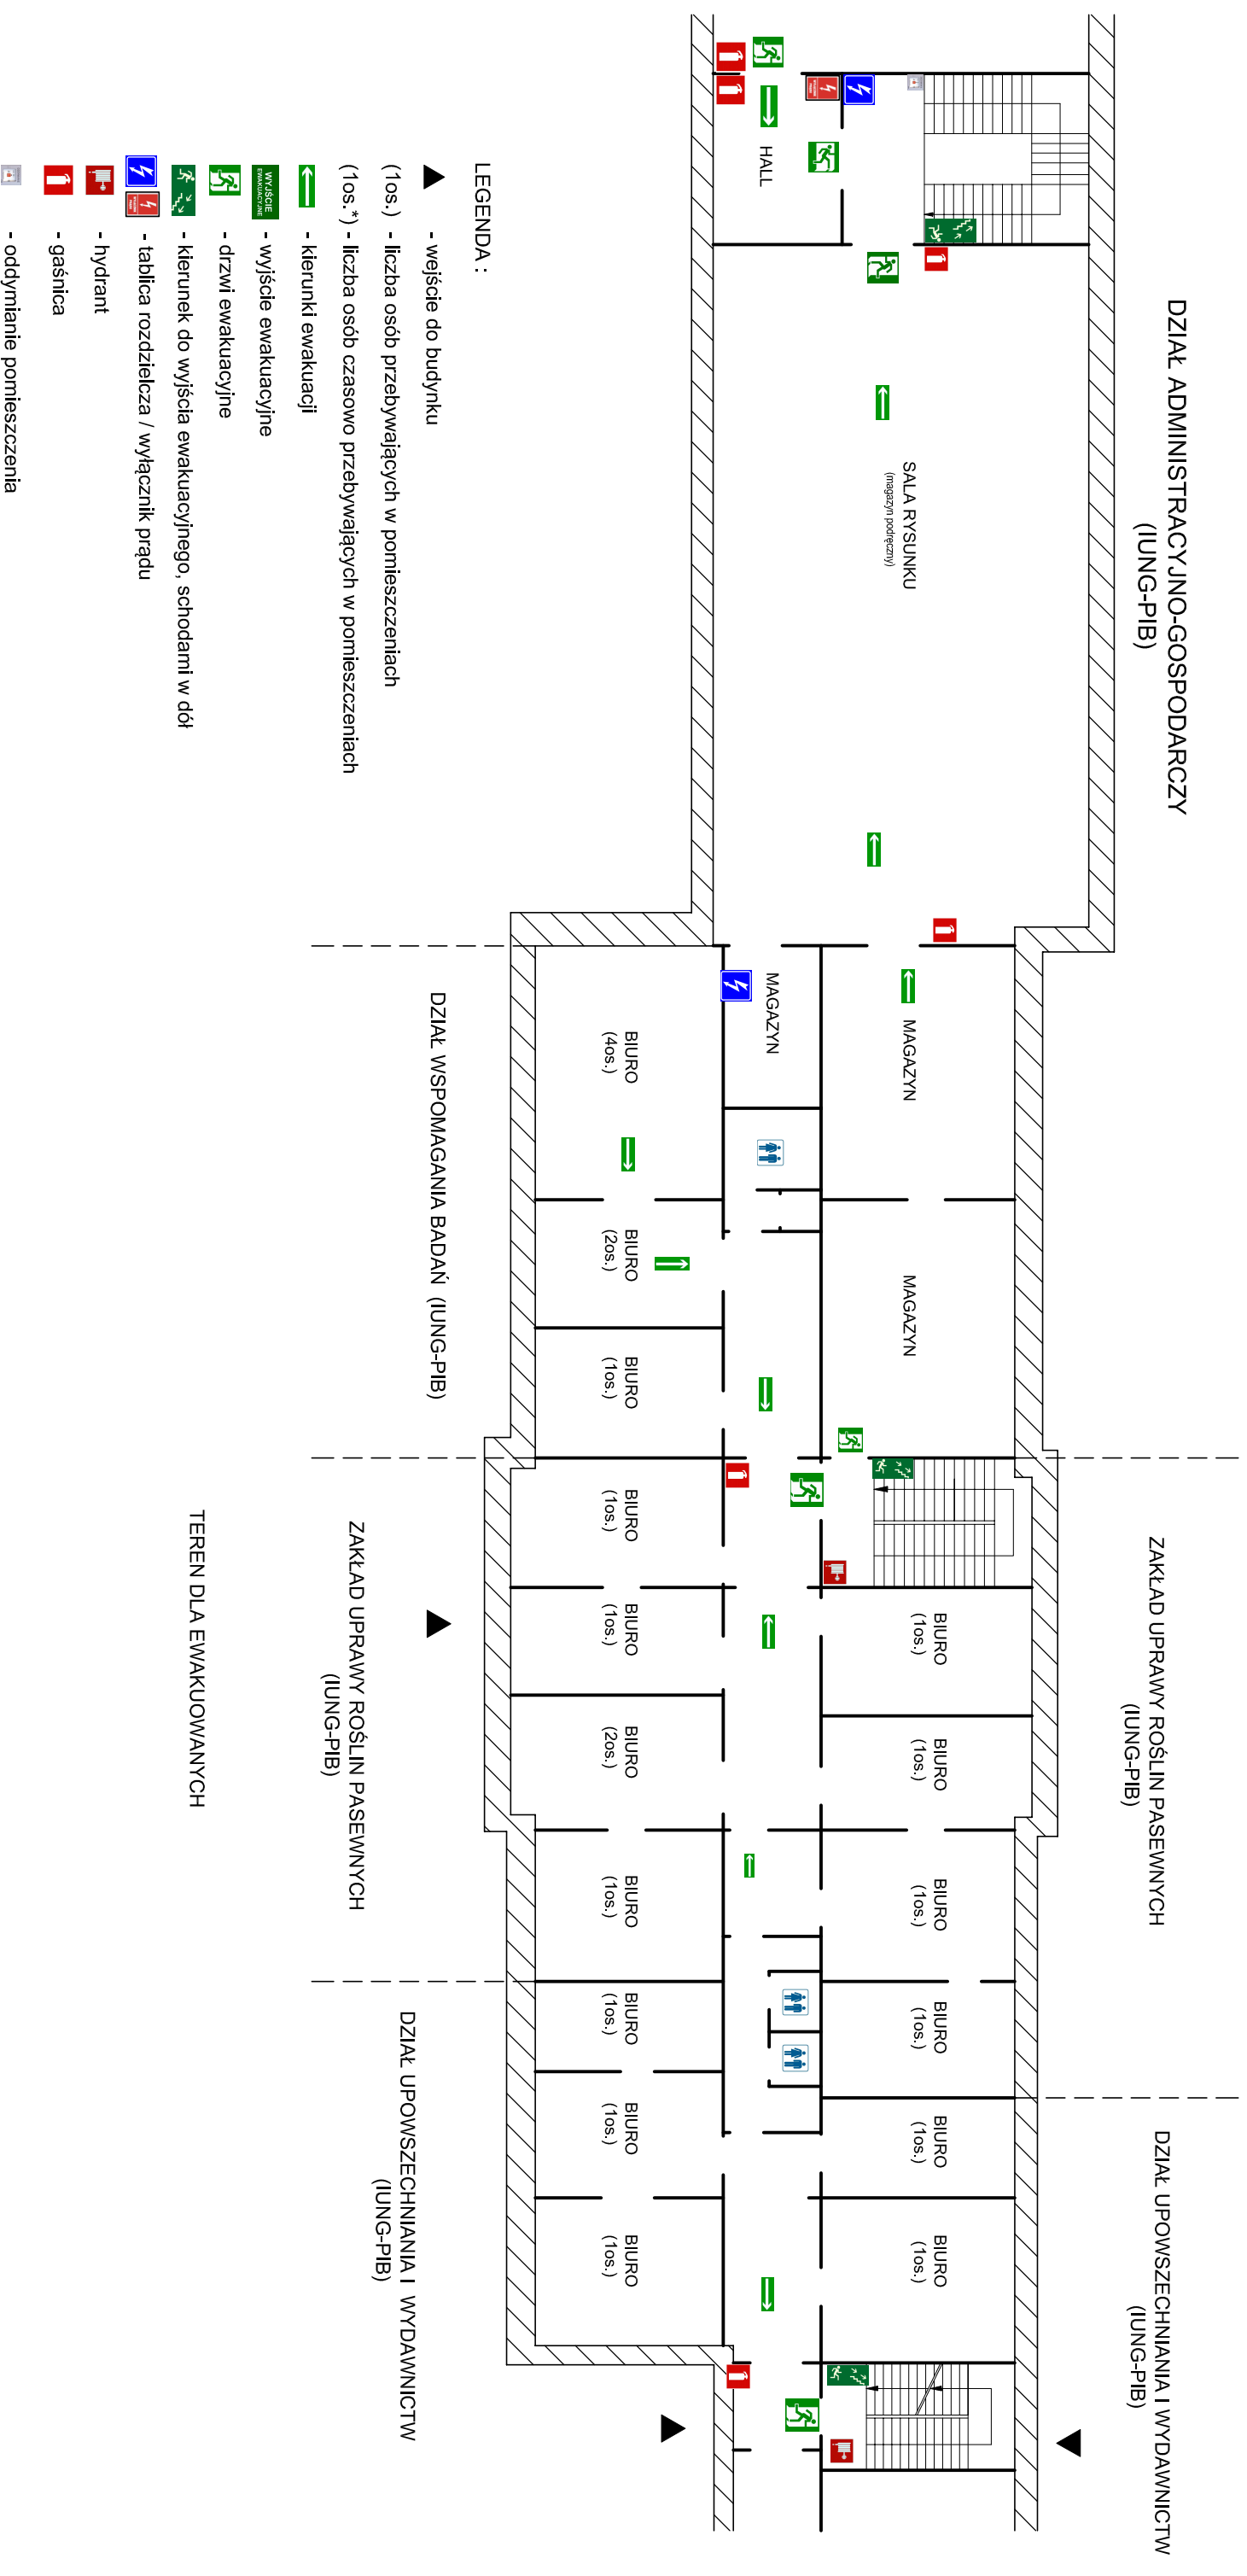 DZIAŁ ADMINISTRACYJNO-GOSPODARCZY
(IUNG-PIB)
ZAKŁAD UPRAWY ROŚLIN PASEWNYCH
(IUNG-PIB)
DZIAŁ UPOWSZECHNIANIA I WYDAWNICTW
(IUNG-PIB)
HALL
SALA RYSUNKU
(magazyn podręczny)
MAGAZYN
MAGAZYN
MAGAZYN
BIURO
(1os.)
BIURO
(1os.)
BIURO
(1os.)
BIURO
(1os.)
BIURO
(1os.)
BIURO
(1os.)
BIURO
(4os.)
BIURO
(2os.)
BIURO
(1os.)
BIURO
(1os.)
BIURO
(1os.)
BIURO
(2os.)
BIURO
(1os.)
BIURO
(1os.)
BIURO
(1os.)
BIURO
(1os.)
DZIAŁ WSPOMAGANIA BADAŃ (IUNG-PIB)
ZAKŁAD UPRAWY ROŚLIN PASEWNYCH
(IUNG-PIB)
DZIAŁ UPOWSZECHNIANIA I WYDAWNICTW
(IUNG-PIB)
TEREN DLA EWAKUOWANYCH
LEGENDA :
- wejście do budynku
(1os.) - liczba osób przebywających w pomieszczeniach
(1os.*) - liczba osób czasowo przebywających w pomieszczeniach
- kierunki ewakuacji
WYJŚCIE
EWAKUACYJNE
- wyjście ewakuacyjne
- drzwi ewakuacyjne
- kierunek do wyjścia ewakuacyjnego, schodami w dół
- tablica rozdzielcza / wyłącznik prądu
- hydrant
- gaśnica
- oddymianie pomieszczenia